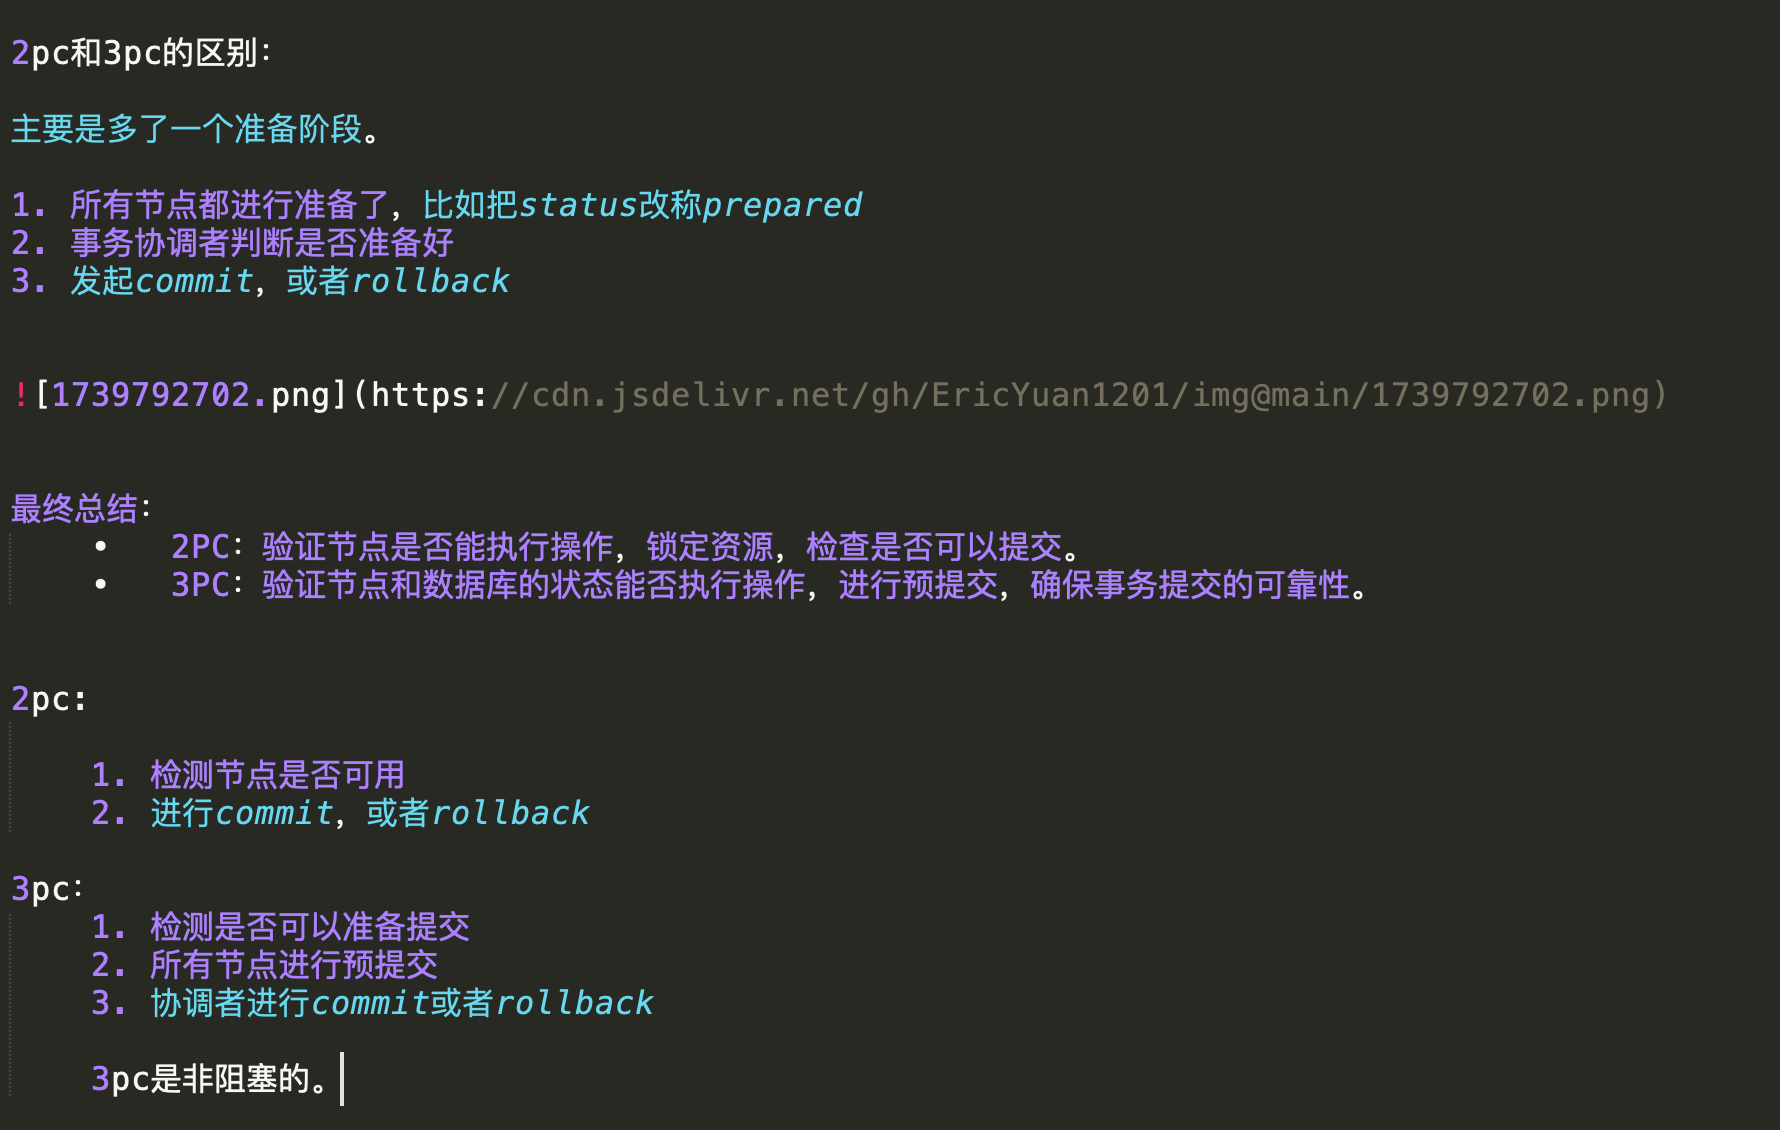 2pc和3pc的区别：
主要是多了一个准备阶段。
1. 所有节点都进行准备了，比如把status改称prepared
2. 事务协调者判断是否准备好
3. 发起commit，或者rollback
![1739792702.png](https://cdn.jsdelivr.net/gh/EricYuan1201/img@main/1739792702.png)
最终总结：
• 2PC：验证节点是否能执行操作，锁定资源，检查是否可以提交。
• 3PC：验证节点和数据库的状态能否执行操作，进行预提交，确保事务提交的可靠性。
2pc:
1. 检测节点是否可用
2. 进行commit，或者rollback
3pc：
1. 检测是否可以准备提交
2. 所有节点进行预提交
3. 协调者进行commit或者rollback
3pc是非阻塞的。